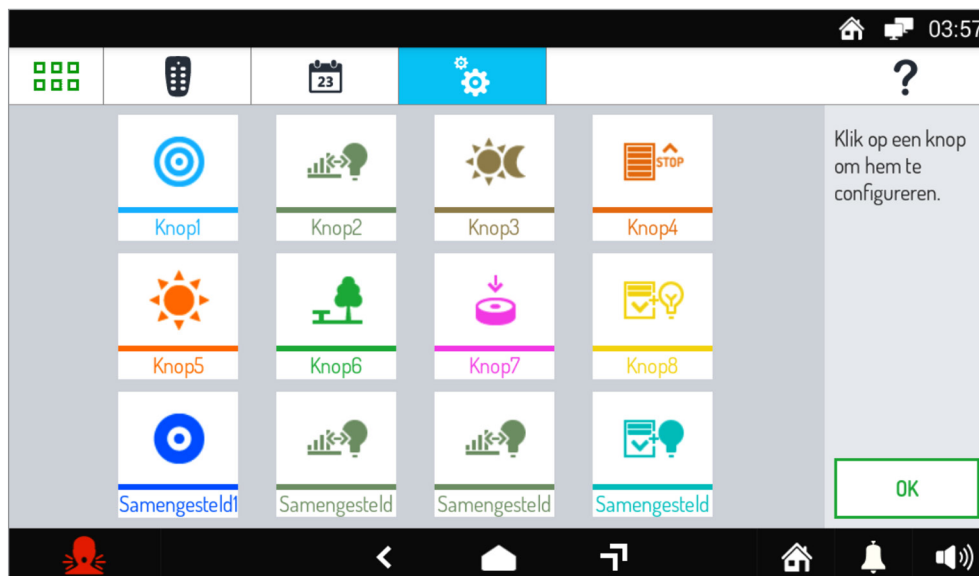 03:57
23
?
STOP
Knop1
Knop2
Knop3
Knop4
Klik op een knop
om hem te
configureren.
Knop5
Knop6
Knop7
Knop8
Samengesteld1
Samengesteld
Samengesteld
Samengesteld
OK